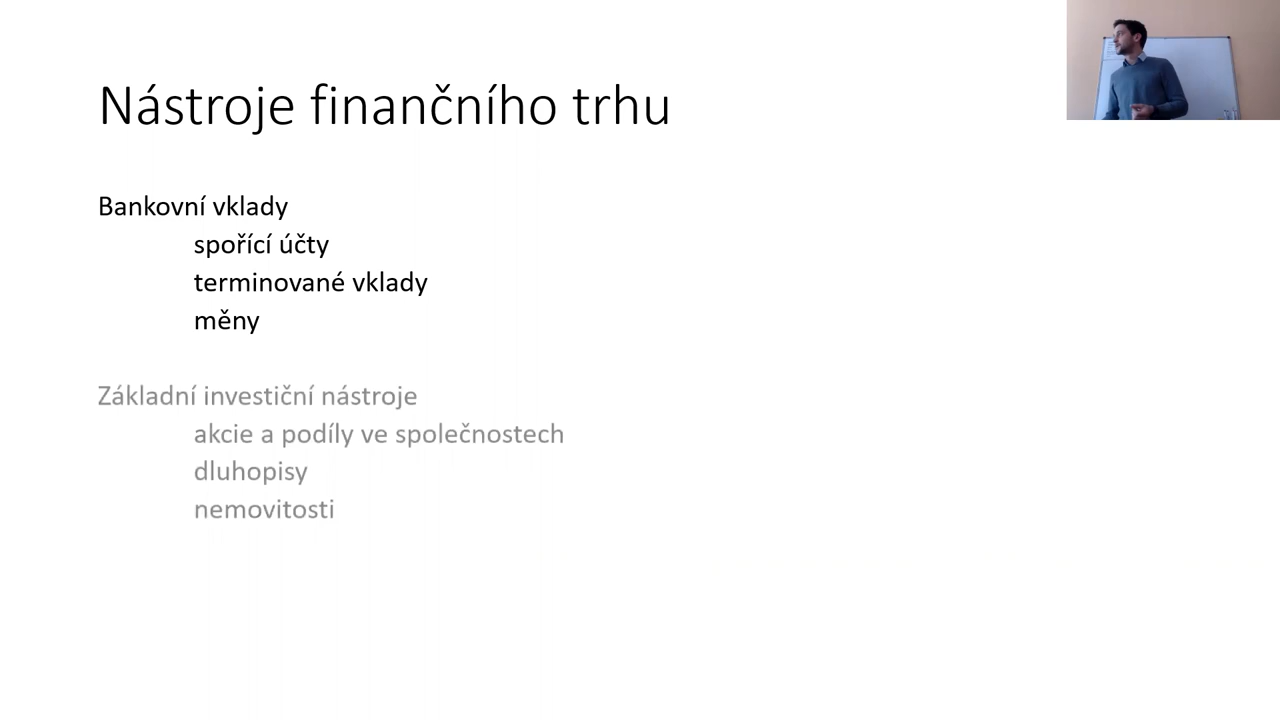 Nástroje finančního trhu
Bankovní vklady
spořící účty
terminované vklady
měny
Základní investiční nástroje
akcie a podíly ve společnostech
dluhopisy
nemovitosti